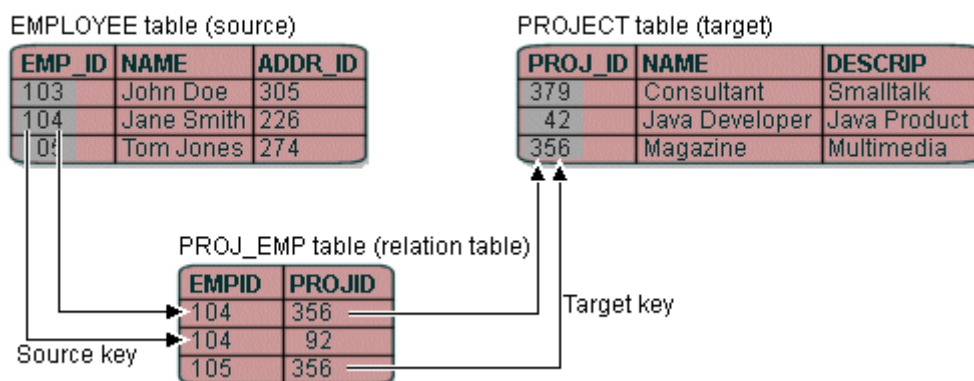 EMPLOYEE table (source)
EMP_ID NAME ADDR_ID
103 John Doe 305
104 Jane Smith 226
105 Tom Jones 274
PROJECT table (target)
PROJ_ID NAME DESCRIP
379 Consultant Smalltalk
42 Java Developer Java Product
356 Magazine Multimedia
PROJ_EMP table (relation table)
EMPID PROJID
104 356
104 92
105 356
Source key
Target key